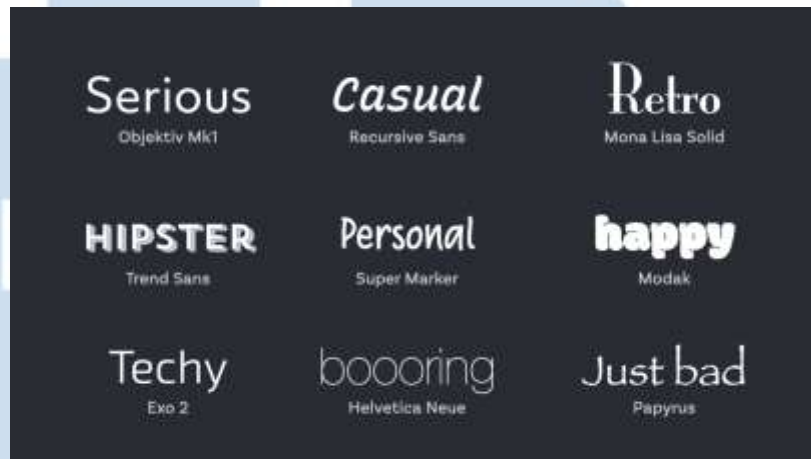 Serious
Objektiv Mk1
Casual
Recursive Sans
Retro
Mona Lisa Solid
HIPSTER
Trend Sans
Personal
Super Marker
happy
Modak
Techy
Exo 2
boooring
Helvetica Neue
Just bad
Papyrus